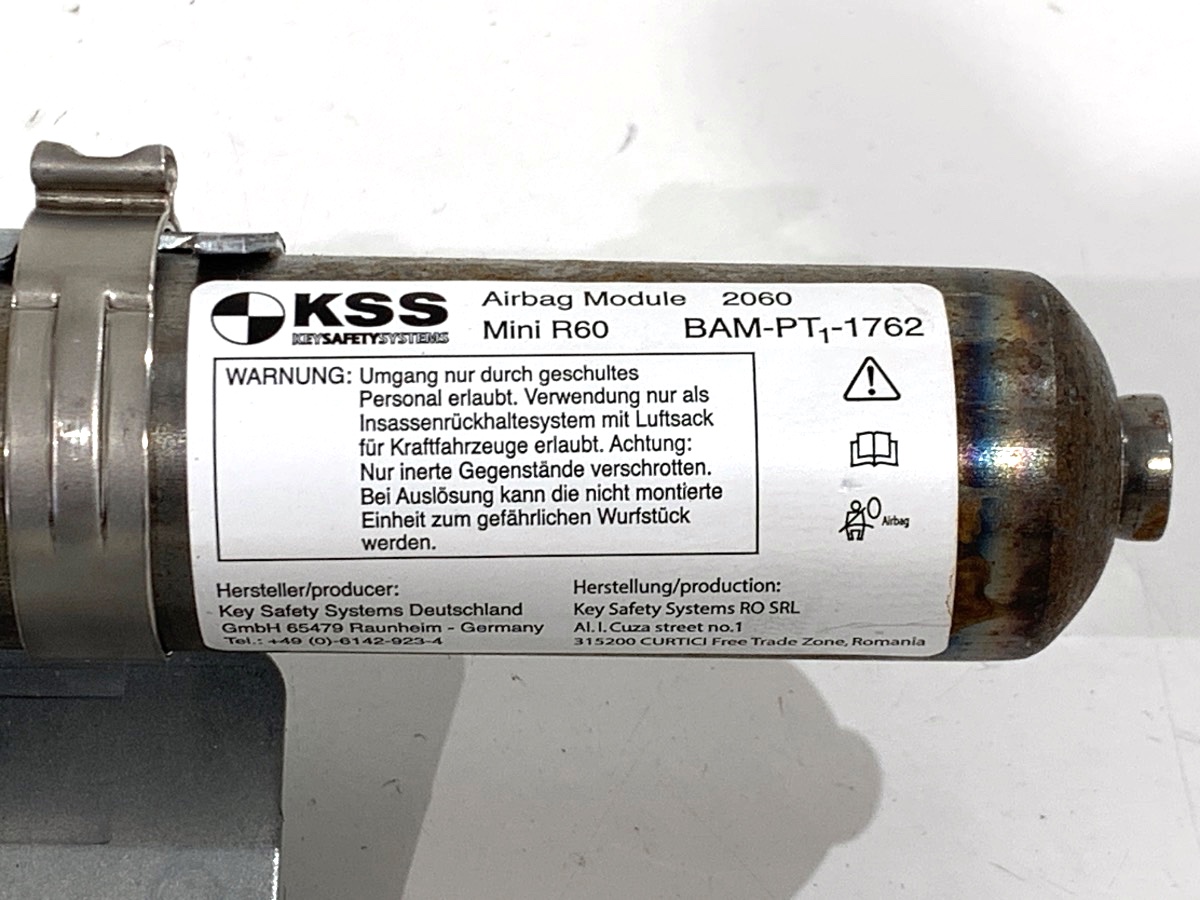 KSS
KEYSAFETYSYSTEMS
Airbag Module 2060
Mini R60 BAM-PT₁-1762
WARNUNG: Umgang nur durch geschultes
Personal erlaubt. Verwendung nur als
Insassenrückhaltesystem mit Luftsack
für Kraftfahrzeuge erlaubt. Achtung:
Nur inerte Gegenstände verschrotten.
Bei Auslösung kann die nicht montierte
Einheit zum gefährlichen Wurfstück
werden.
Airbag
Hersteller/producer:
Key Safety Systems Deutschland
GmbH 65479 Raunheim - Germany
Tel.: +49 (0)-6142-923-4
Herstellung/production:
Key Safety Systems RO SRL
Al. I. Cuza street no.1
315200 CURTICI Free Trade Zone, Romania